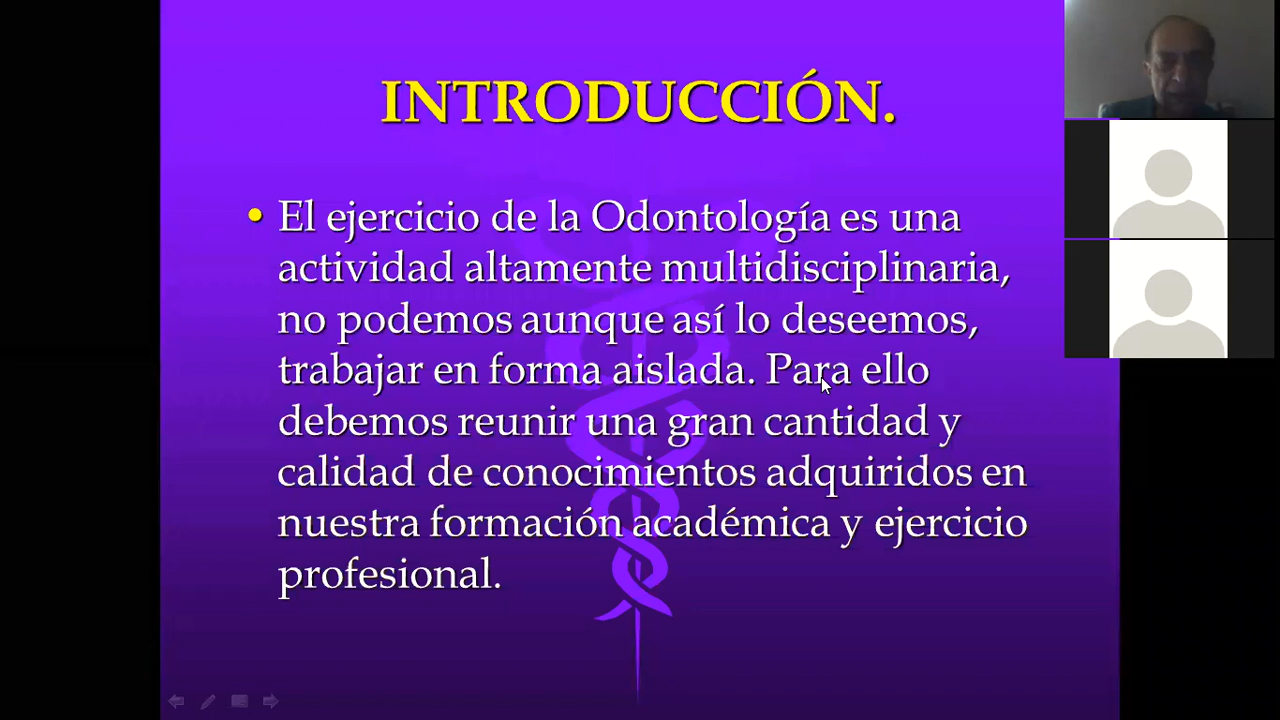 INTRODUCCIÓN.
• El ejercicio de la Odontología es una
actividad altamente multidisciplinaria,
no podemos aunque así lo deseemos,
trabajar en forma aislada. Para ello
debemos reunir una gran cantidad y
calidad de conocimientos adquiridos en
nuestra formación académica y ejercicio
profesional.